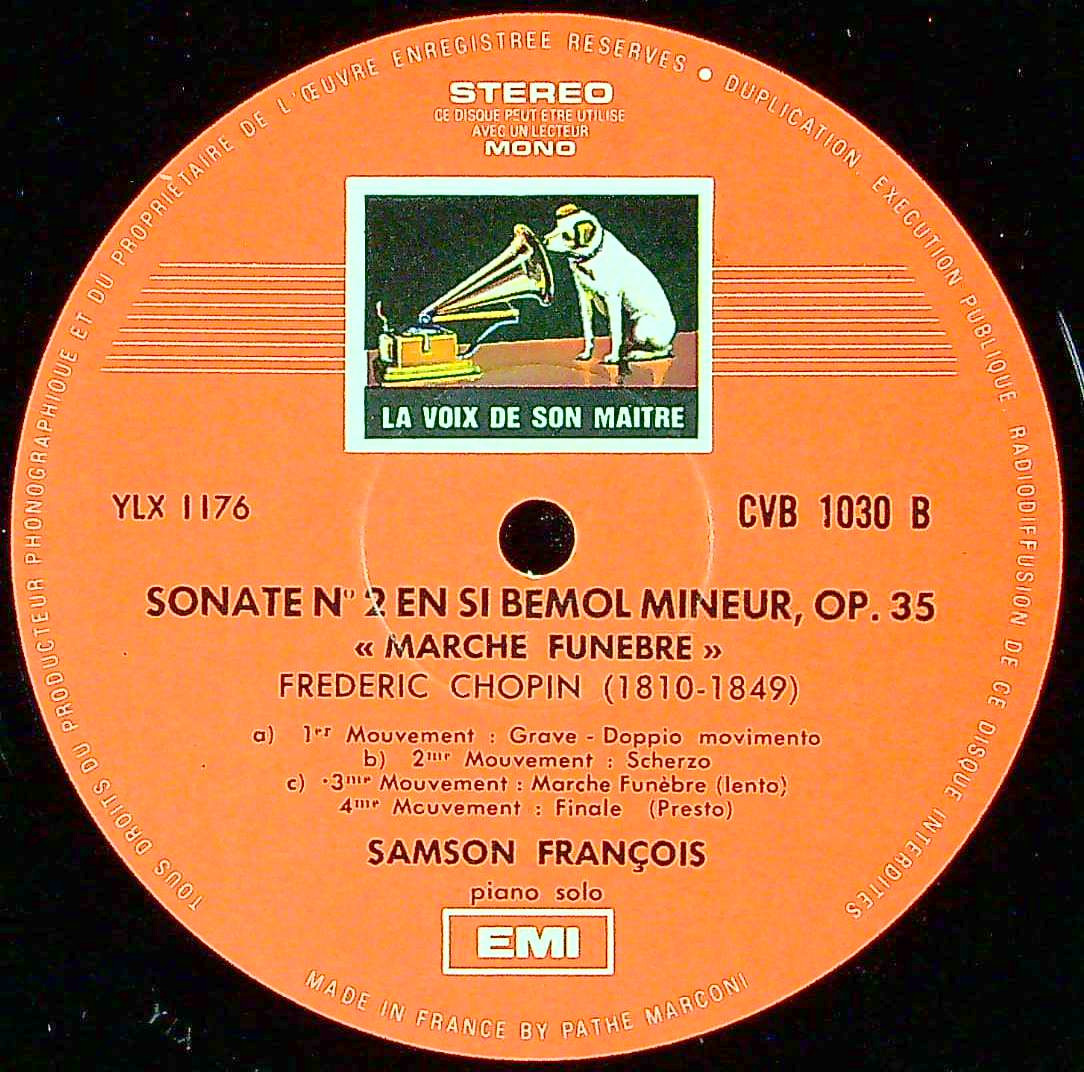 TOUS DROITS DU PRODUCTEUR PHONOGRAPHIQUE ET DU PROPRIÉTAIRE DE L'ŒUVRE ENREGISTREE RESERVES • DUPLICATION. EXECUTION PUBLIQUE. RADIODIFFUSION DE CE DISQUE INTERDITES
STEREO
CE DISQUE PEUT ETRE UTILISE
AVEC UN LECTEUR
MONO
LA VOIX DE SON MAITRE
YLX 1176
CVB 1030 B
SONATE N° 2 EN SI BEMOL MINEUR, OP. 35
« MARCHE FUNEBRE »
FREDERIC CHOPIN (1810-1849)
a) 1er Mouvement : Grave - Doppio movimento
b) 2me Mouvement : Scherzo
c) 3me Mouvement : Marche Funèbre (lento)
4me Mouvement : Finale (Presto)
SAMSON FRANÇOIS
piano solo
EMI
MADE IN FRANCE BY PATHE MARCONI